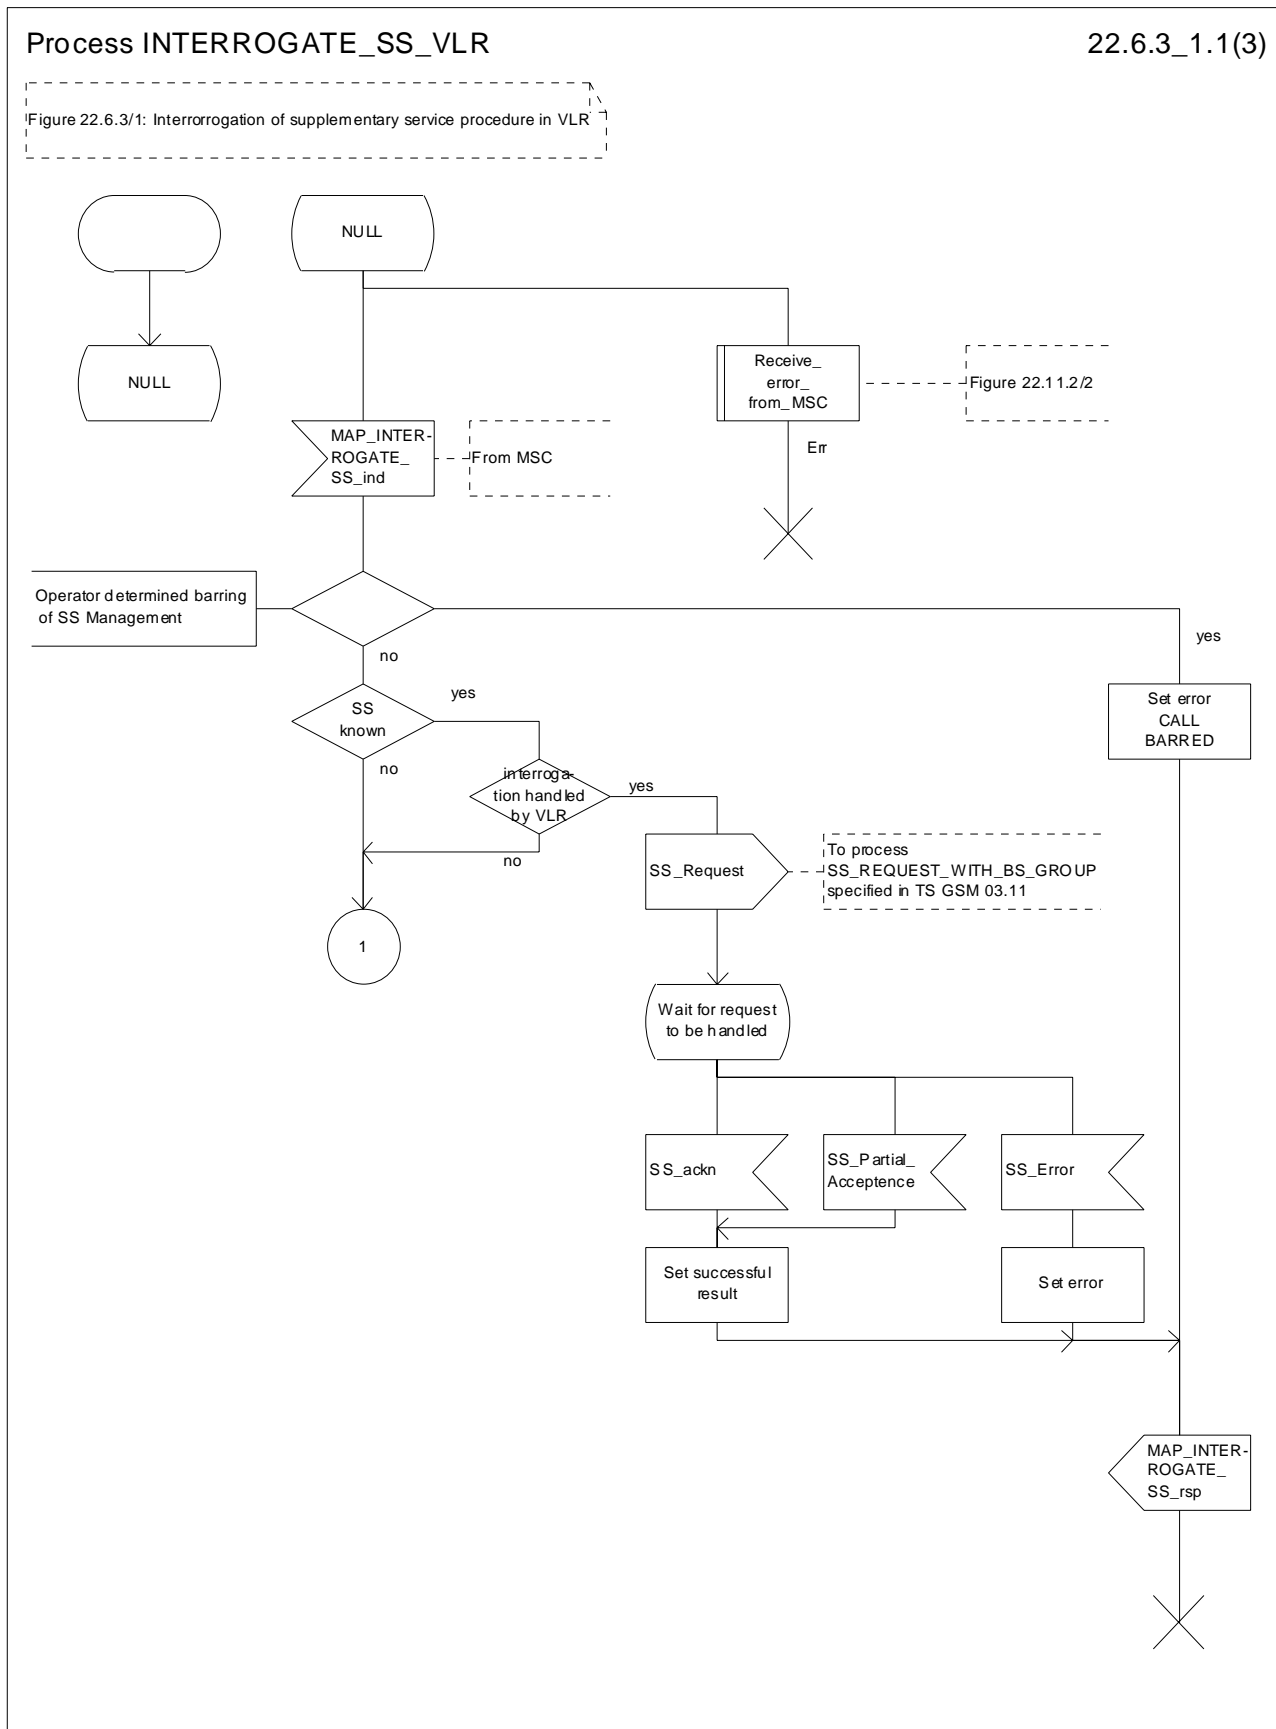 Process INTERROGATE_SS_VLR
22.6.3_1.1(3)
Figure 22.6.3/1: Interrorrogation of supplementary service procedure in VLR
NULL
NULL
Receive_
error_
from_MSC
Figure 22.11.2/2
MAP_INTER-
ROGATE_
SS_ind
From MSC
Err
Operator determined barring
of SS Management
yes
no
yes
SS
known
Set error
CALL
BARRED
no
interroga-
tion handled
by VLR
yes
no
SS_Request
To process
SS_REQUEST_WITH_BS_GROUP
specified in TS GSM 03.11
1
Wait for request
to be handled
SS_ackn
SS_Partial_
Acceptence
SS_Error
Set successful
result
Set error
MAP_INTER-
ROGATE_
SS_rsp